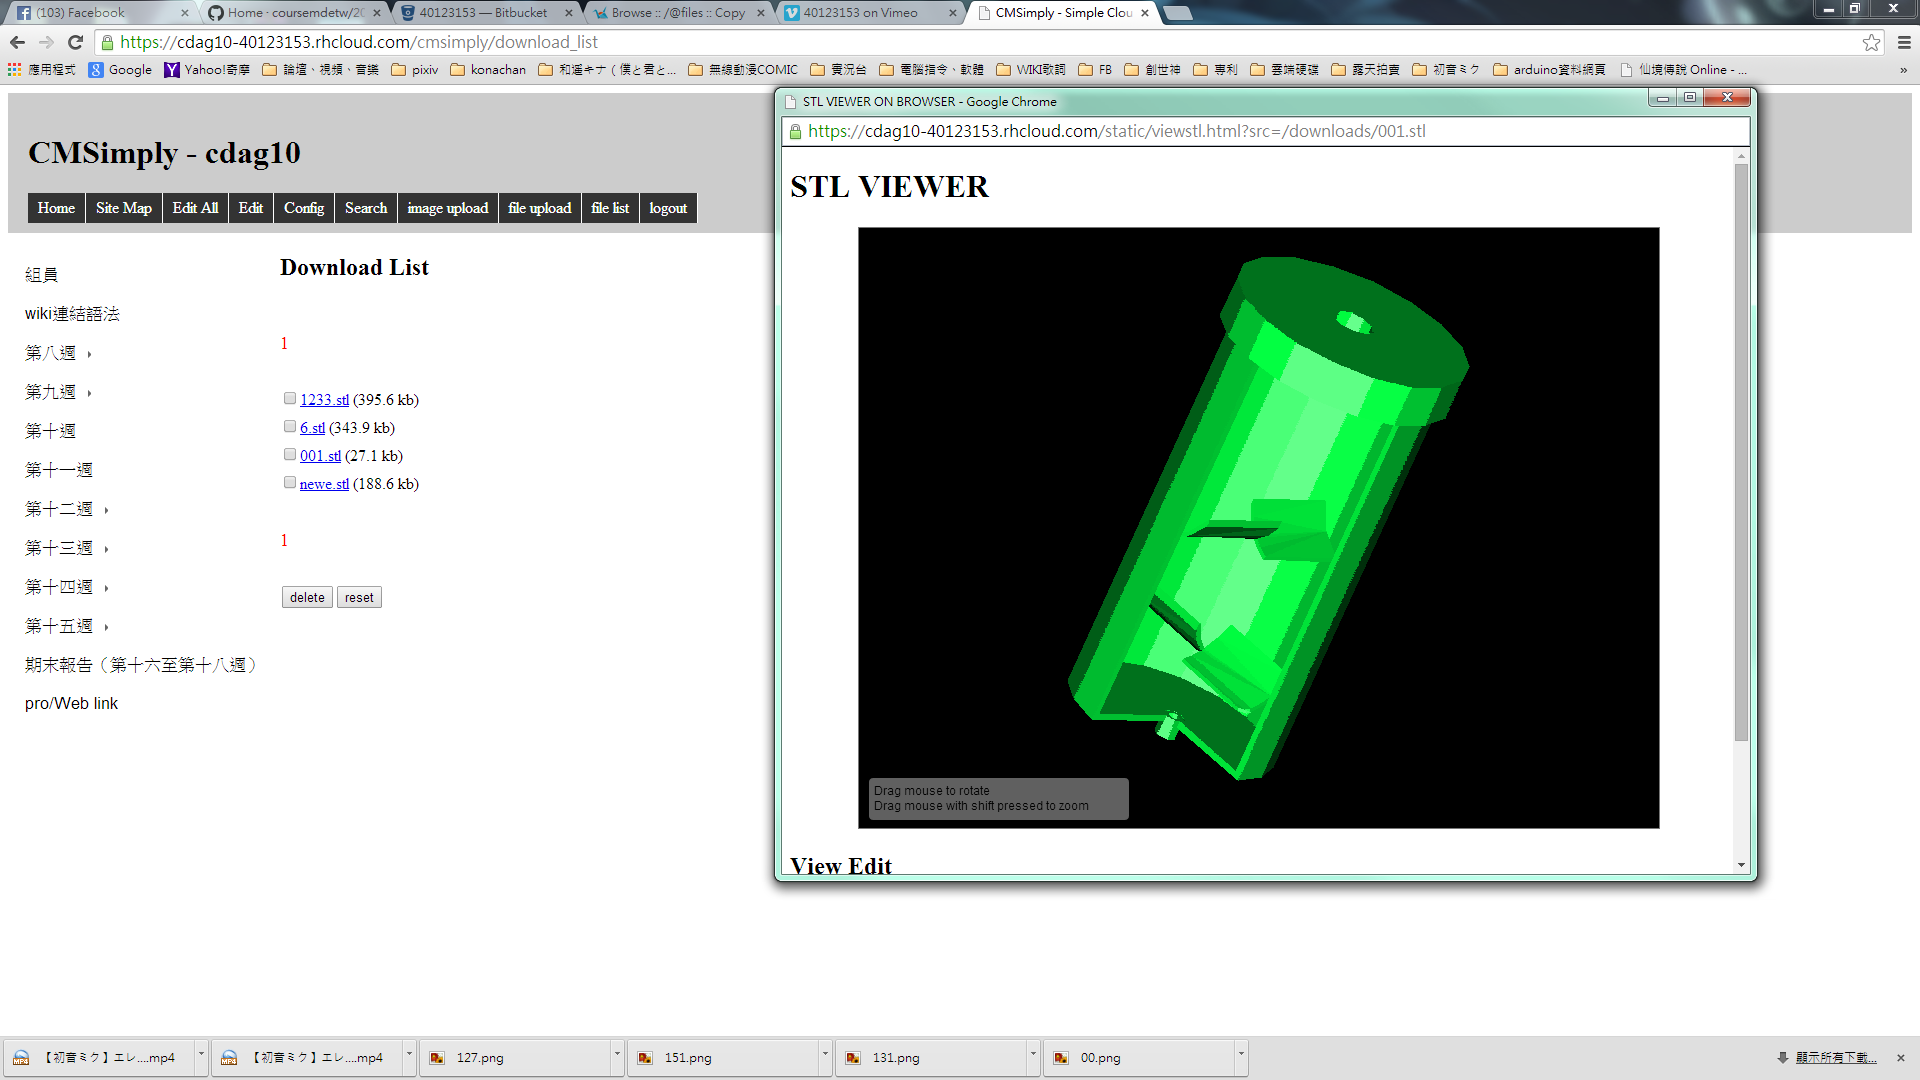 (103) Facebook
Home · coursemdetw/20
40123153 — Bitbucket
Browse :: /@files :: Copy
40123153 on Vimeo
CMSimply - Simple Clou
https://cdag10-40123153.rhcloud.com/cmsimply/download_list
應用程式
Google
Yahoo!奇摩
論壇、視頻、音樂
pixiv
konachan
和遥キナ（僕と君と...
無線動漫COMIC
實況台
電腦指令、軟體
WIKI歌詞
FB
創世神
專利
雲端硬碟
露天拍賣
初音ミク
arduino資料網頁
仙境傳說 Online - ...
»
CMSimply - cdag10
Home
Site Map
Edit All
Edit
Config
Search
image upload
file upload
file list
logout
組員
wiki連結語法
第八週
第九週
第十週
第十一週
第十二週
第十三週
第十四週
第十五週
期末報告（第十六至第十八週）
pro/Web link
Download List
1
1233.stl (395.6 kb)
6.stl (343.9 kb)
001.stl (27.1 kb)
newe.stl (188.6 kb)
1
delete
reset
STL VIEWER ON BROWSER - Google Chrome
https://cdag10-40123153.rhcloud.com/static/viewstl.html?src=/downloads/001.stl
STL VIEWER
Drag mouse to rotate
Drag mouse with shift pressed to zoom
View Edit
【初音ミク】エレ....mp4
【初音ミク】エレ....mp4
127.png
151.png
131.png
00.png
顯示所有下載...